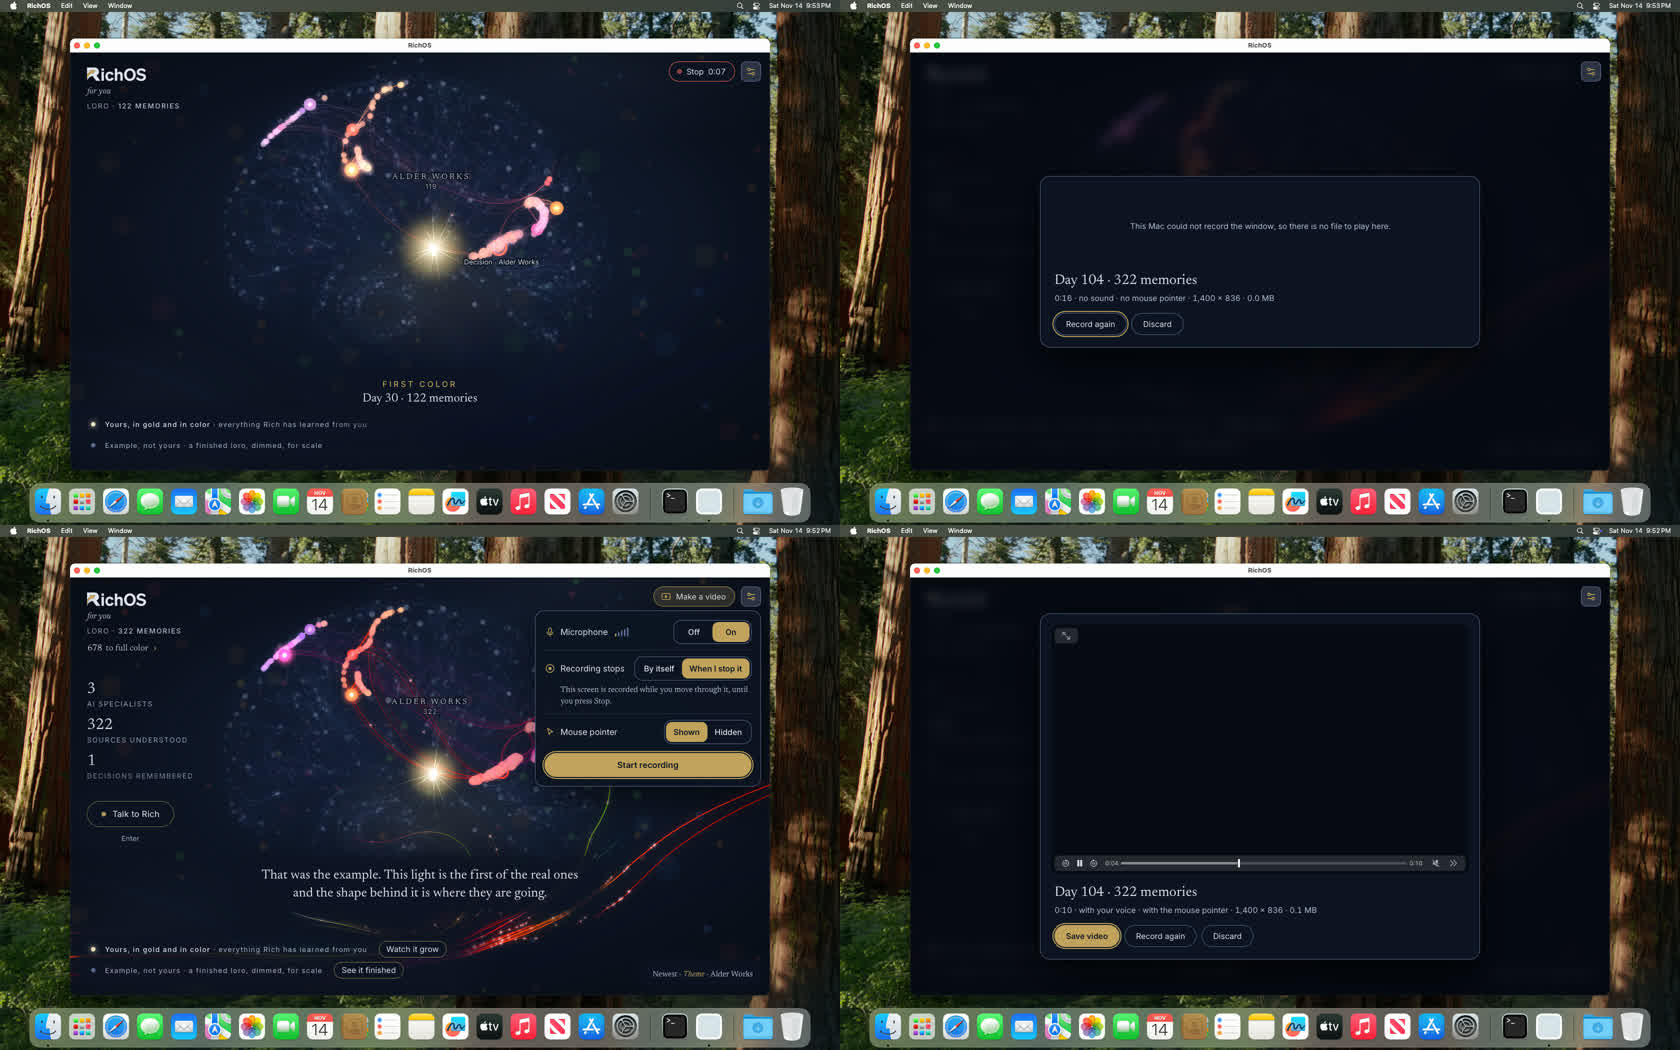 RichOS Edit View Window
Sat Nov 14 9:53 PM
RichOS
RichOS
for you
LORO · 122 MEMORIES
Stop 0:07
ALDER WORKS
119
Decision · Alder Works
FIRST COLOR
Day 30 · 122 memories
Yours, in gold and in color · everything Rich has learned from you
Example, not yours · a finished loro, dimmed, for scale
NOV
14
tv
RichOS Edit View Window
Sat Nov 14 9:53 PM
RichOS
This Mac could not record the window, so there is no file to play here.
Day 104 · 322 memories
0:16 · no sound · no mouse pointer · 1,400 × 836 · 0.0 MB
Record again
Discard
NOV
14
tv
RichOS Edit View Window
Sat Nov 14 9:52 PM
RichOS
RichOS
for you
LORO · 322 MEMORIES
678 to full color ›
3
AI SPECIALISTS
322
SOURCES UNDERSTOOD
1
DECISIONS REMEMBERED
Talk to Rich
Enter
Make a video
Microphone
Off
On
Recording stops
By itself
When I stop it
This screen is recorded while you move through it, until
you press Stop.
Mouse pointer
Shown
Hidden
Start recording
ALDER WORKS
322
That was the example. This light is the first of the real ones
and the shape behind it is where they are going.
Yours, in gold and in color · everything Rich has learned from you
Watch it grow
Example, not yours · a finished loro, dimmed, for scale
See it finished
Newest · Theme · Alder Works
NOV
14
tv
RichOS Edit View Window
Sat Nov 14 9:52 PM
RichOS
0:04
0:10
Day 104 · 322 memories
0:10 · with your voice · with the mouse pointer · 1,400 × 836 · 0.1 MB
Save video
Record again
Discard
NOV
14
tv